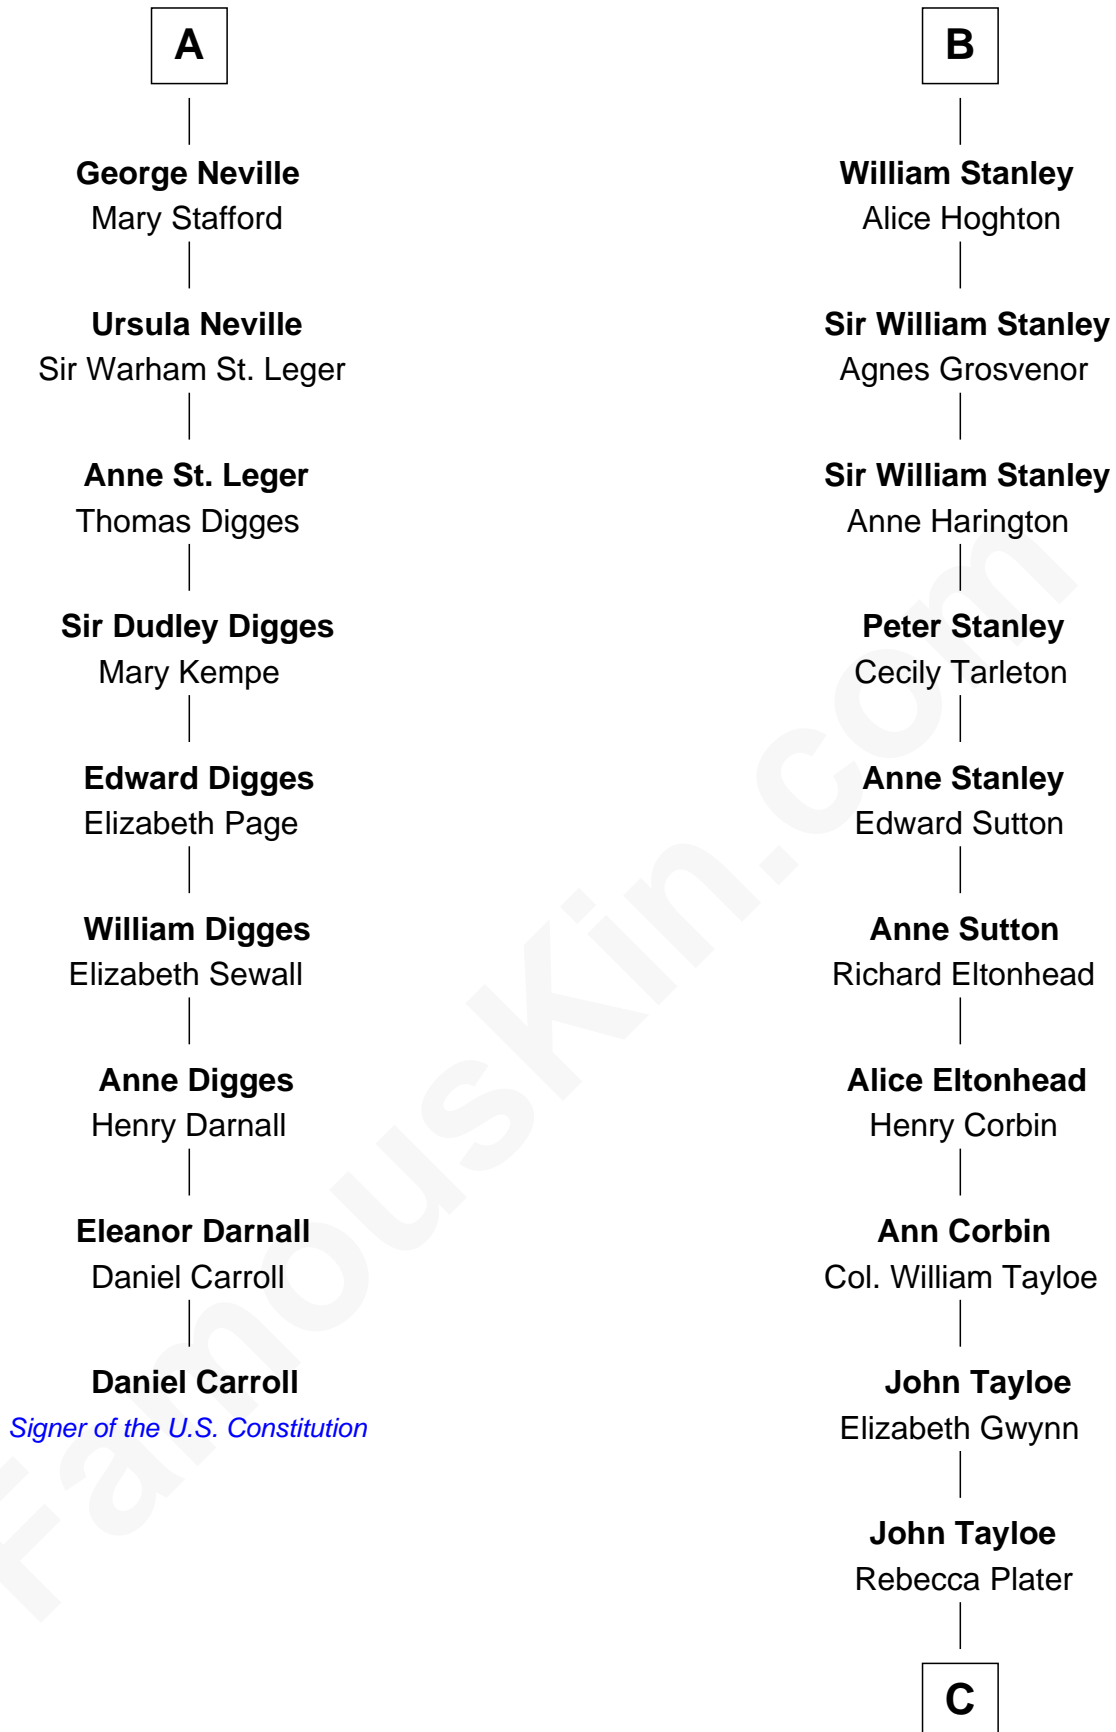 A
George Neville
Mary Stafford
Ursula Neville
Sir Warham St. Leger
Anne St. Leger
Thomas Digges
Sir Dudley Digges
Mary Kempe
Edward Digges
Elizabeth Page
William Digges
Elizabeth Sewall
Anne Digges
Henry Darnall
Eleanor Darnall
Daniel Carroll
Daniel Carroll
Signer of the U.S. Constitution
B
William Stanley
Alice Hoghton
Sir William Stanley
Agnes Grosvenor
Sir William Stanley
Anne Harington
Peter Stanley
Cecily Tarleton
Anne Stanley
Edward Sutton
Anne Sutton
Richard Eltonhead
Alice Eltonhead
Henry Corbin
Ann Corbin
Col. William Tayloe
John Tayloe
Elizabeth Gwynn
John Tayloe
Rebecca Plater
C
FamousKin.com